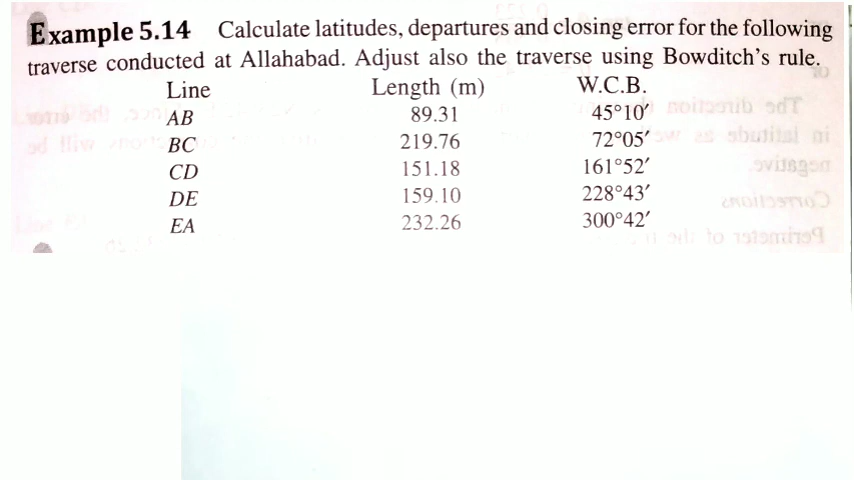 Example 5.14 Calculate latitudes, departures and closing error for the following
traverse conducted at Allahabad. Adjust also the traverse using Bowditch's rule.
Line Length (m) W.C.B.
AB 89.31 45°10′
BC 219.76 72°05′
CD 151.18 161°52′
DE 159.10 228°43′
EA 232.26 300°42′